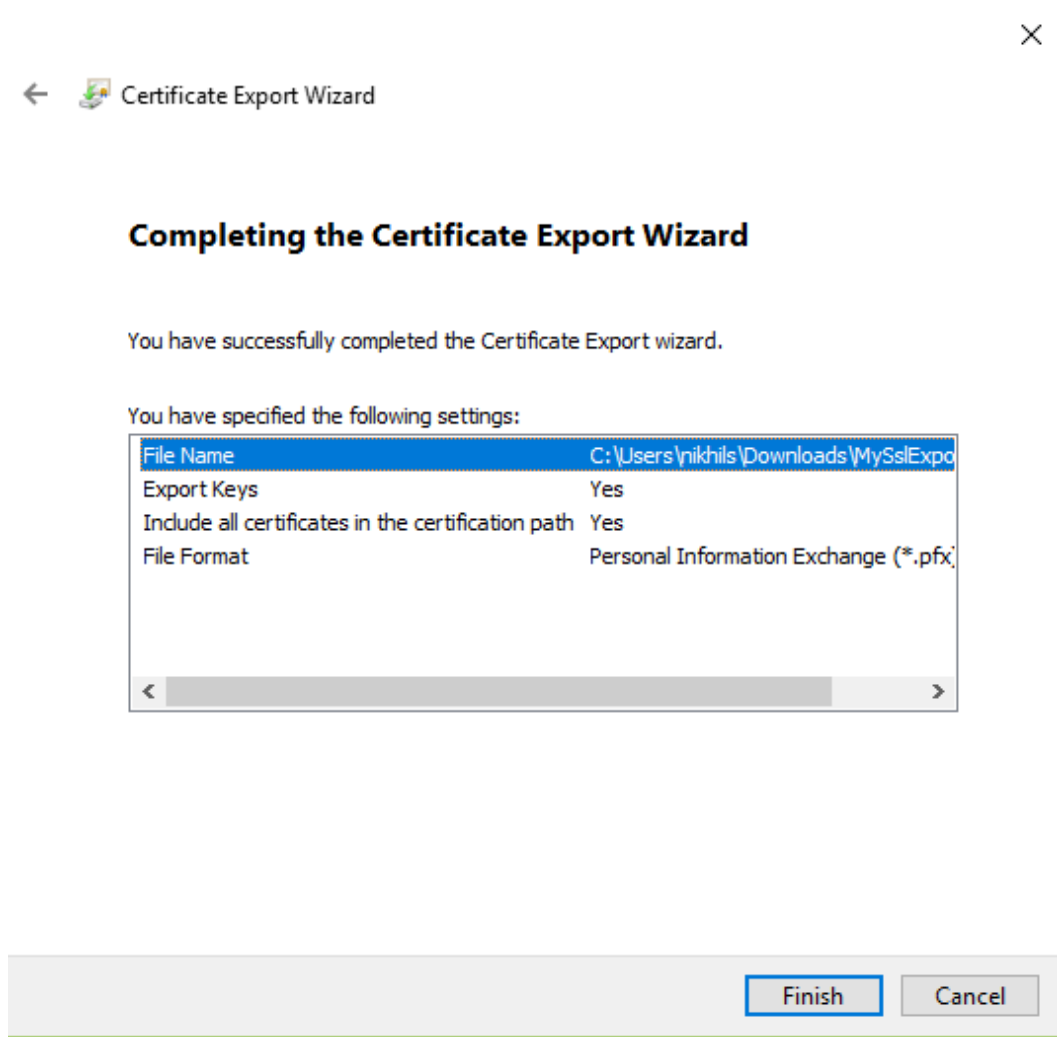 Certificate Export Wizard
Completing the Certificate Export Wizard
You have successfully completed the Certificate Export wizard.
You have specified the following settings:
File Name C:\Users\nikhils\Downloads\MySslExpo
Export Keys Yes
Include all certificates in the certification path Yes
File Format Personal Information Exchange (*.pfx)
Finish Cancel